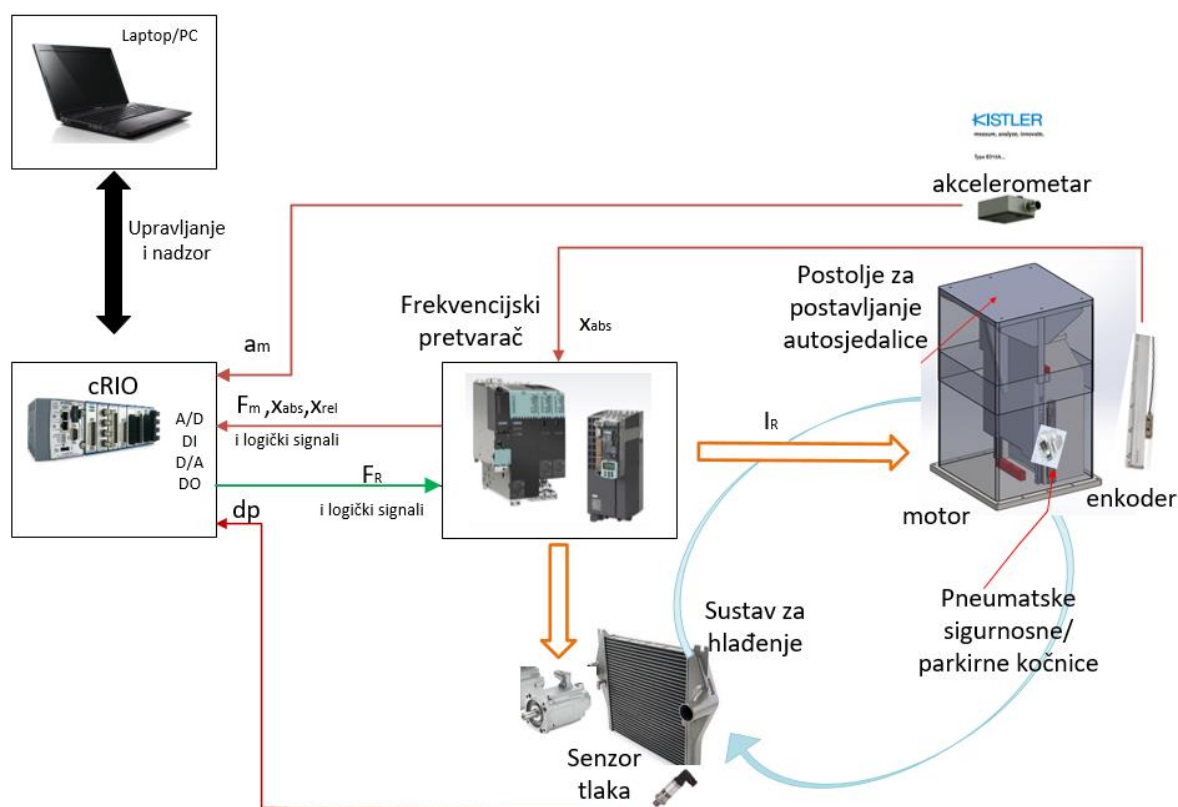 Laptop/PC
Upravljanje
i nadzor
KISTLER
measure. analyse. innovate.
akcelerometar
Postolje za
postavljanje
autosjedalice
Frekvencijski
pretvarač
xabs
am
cRIO
A/D
DI
D/A
DO
Fm ,xabs,xrel
i logički signali
FR
i logički signali
dp
IR
motor
enkoder
Pneumatske
sigurnosne/
parkirne kočnice
Sustav za
hlađenje
Senzor
tlaka